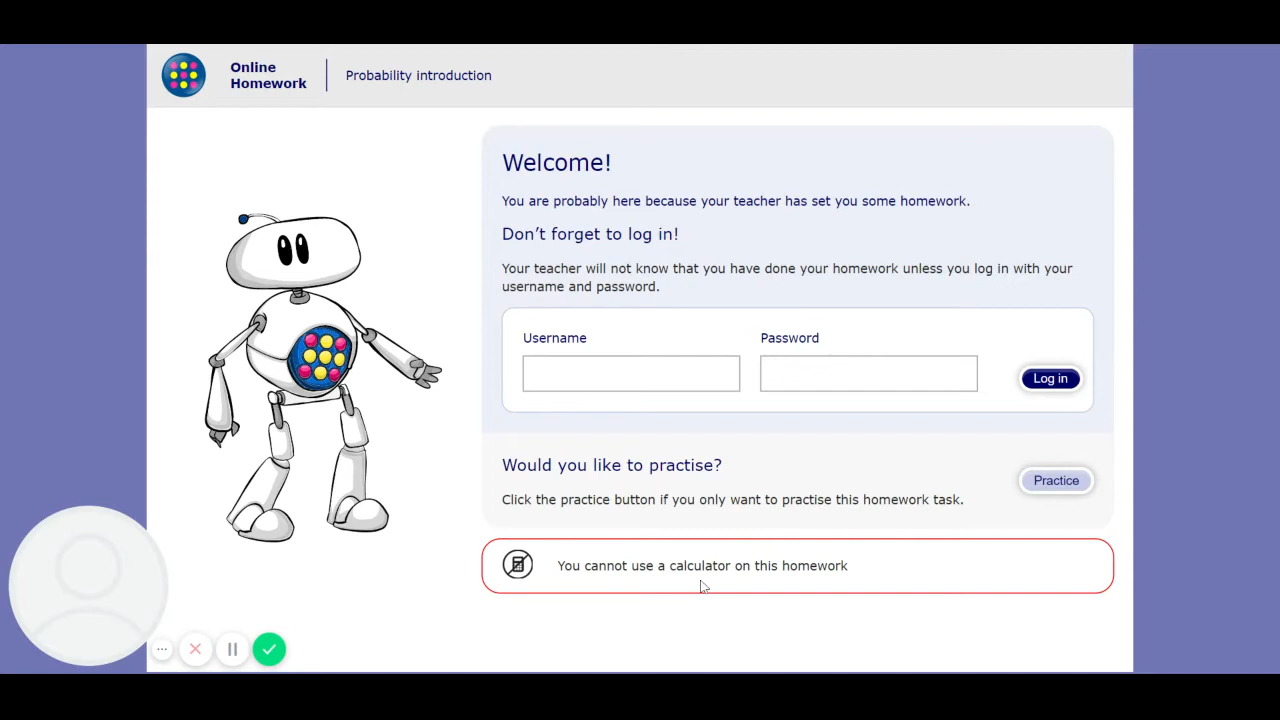 Online
Homework
Probability introduction
Welcome!
You are probably here because your teacher has set you some homework.
Don’t forget to log in!
Your teacher will not know that you have done your homework unless you log in with your
username and password.
Username
Password
Log in
Would you like to practise?
Practice
Click the practice button if you only want to practise this homework task.
You cannot use a calculator on this homework